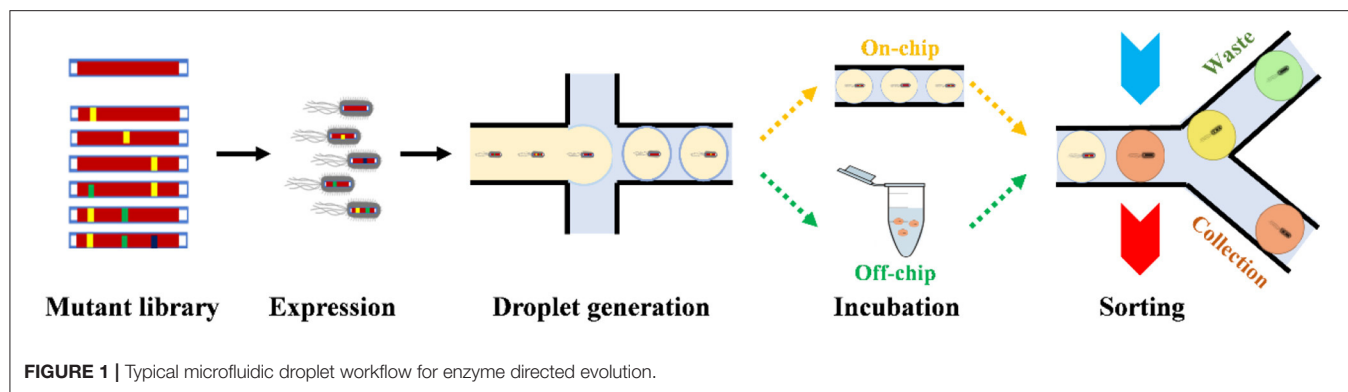 On-chip
Off-chip
Waste
Collection
Mutant library
Expression
Droplet generation
Incubation
Sorting
FIGURE 1 | Typical microfluidic droplet workflow for enzyme directed evolution.